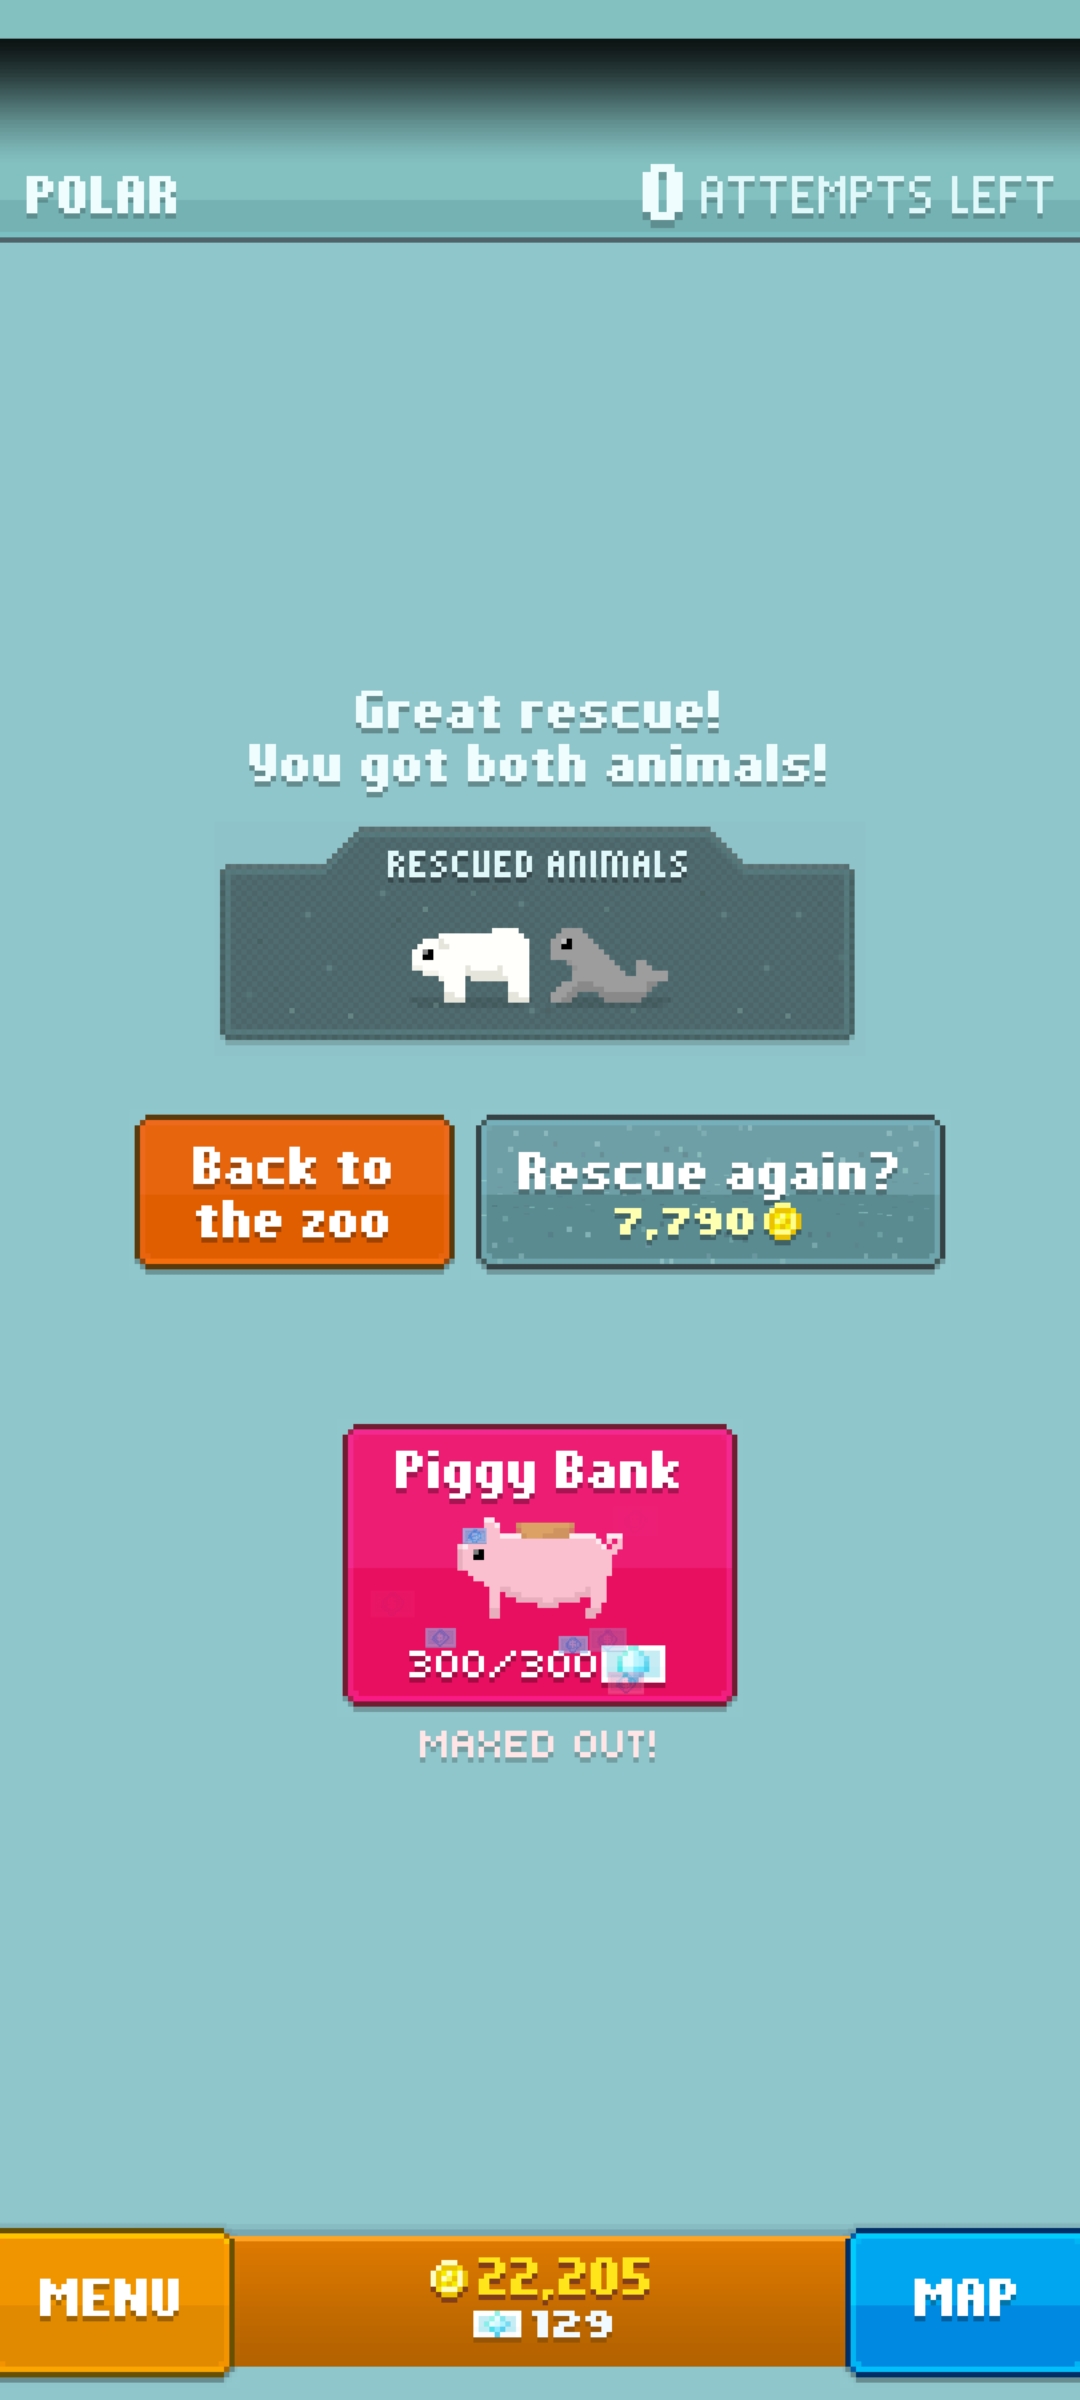 POLAR
0 ATTEMPTS LEFT
Great rescue!
You got both animals!
RESCUED ANIMALS
Back to
the zoo
Rescue again?
7,790
Piggy Bank
300/300
MAXED OUT!
MENU
22,205
129
MAP